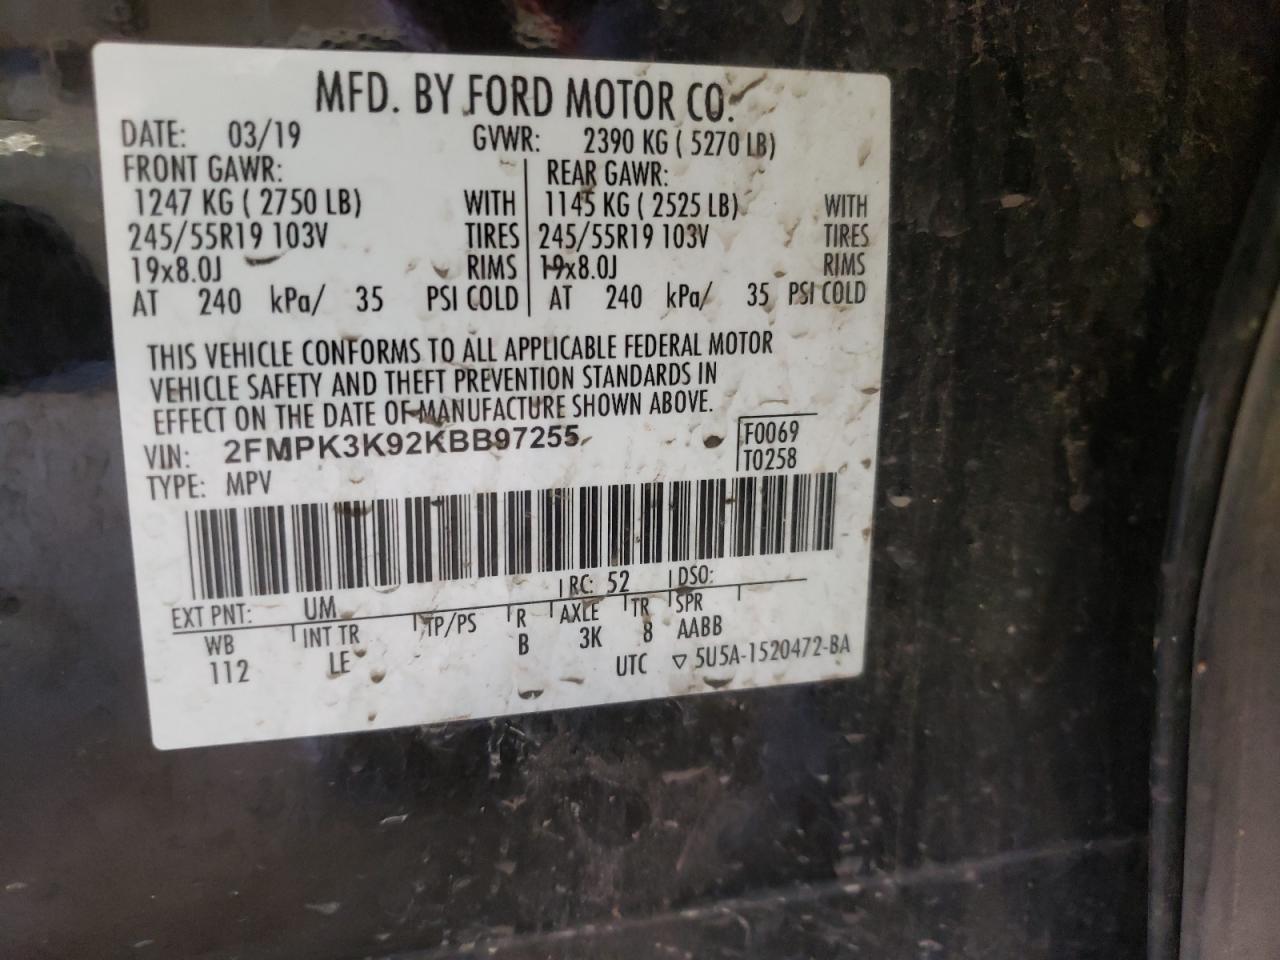 MFD. BY FORD MOTOR CO.
DATE: 03/19 GVWR: 2390 KG ( 5270 LB)
FRONT GAWR: REAR GAWR:
1247 KG ( 2750 LB) WITH 1145 KG ( 2525 LB) WITH
245/55R19 103V TIRES 245/55R19 103V TIRES
19x8.0J RIMS 19x8.0J RIMS
AT 240 kPa/ 35 PSI COLD AT 240 kPa/ 35 PSI COLD
THIS VEHICLE CONFORMS TO ALL APPLICABLE FEDERAL MOTOR
VEHICLE SAFETY AND THEFT PREVENTION STANDARDS IN
EFFECT ON THE DATE OF MANUFACTURE SHOWN ABOVE.
VIN: 2FMPK3K92KBB97255 F0069
TYPE: MPV T0258
EXT PNT: UM RC: 52 DSO:
WB INT TR TP/PS R AXLE TR SPR
112 LE B 3K 8 AABB
UTC ▽ 5U5A-1520472-BA